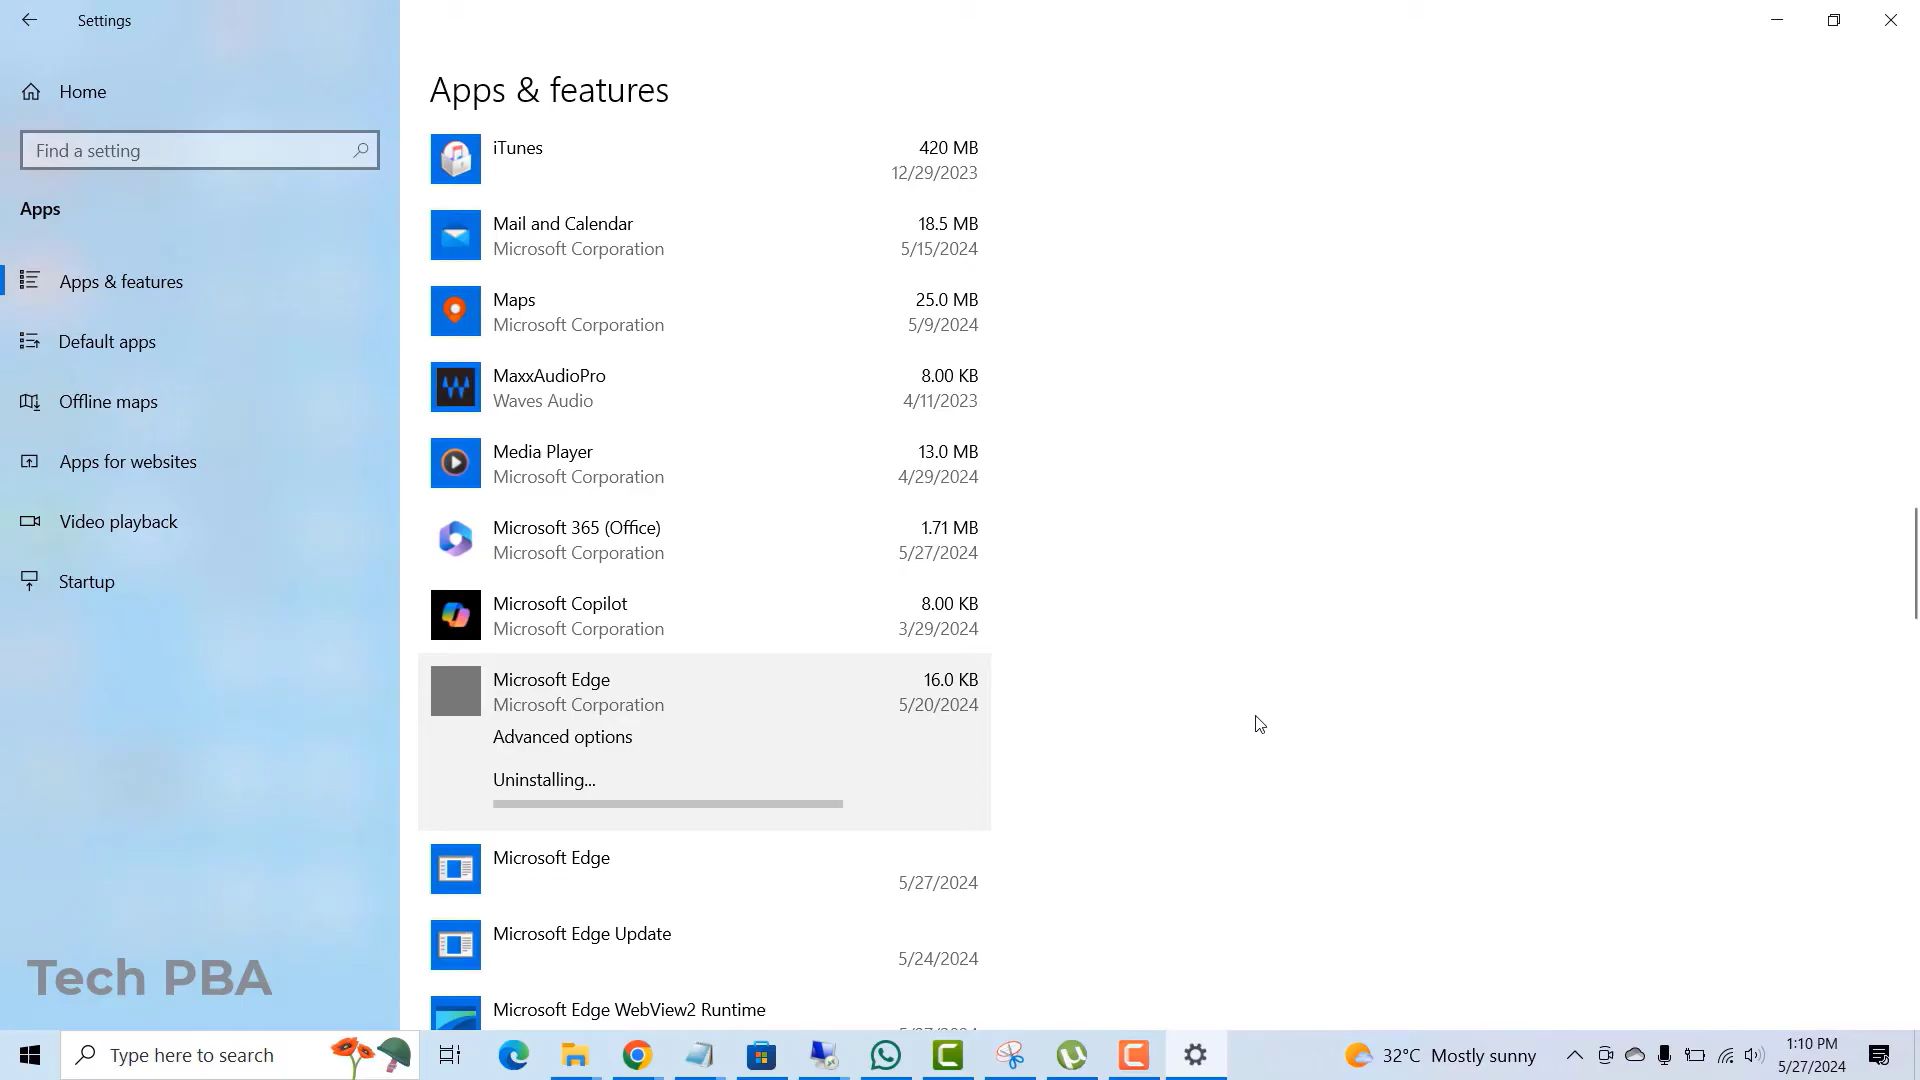 Settings
Home
Find a setting
Apps
Apps & features
Default apps
Offline maps
Apps for websites
Video playback
Startup
Tech PBA
Apps & features
iTunes 420 MB
12/29/2023
Mail and Calendar 18.5 MB
Microsoft Corporation 5/15/2024
Maps 25.0 MB
Microsoft Corporation 5/9/2024
MaxxAudioPro 8.00 KB
Waves Audio 4/11/2023
Media Player 13.0 MB
Microsoft Corporation 4/29/2024
Microsoft 365 (Office) 1.71 MB
Microsoft Corporation 5/27/2024
Microsoft Copilot 8.00 KB
Microsoft Corporation 3/29/2024
Microsoft Edge 16.0 KB
Microsoft Corporation 5/20/2024
Advanced options
Uninstalling...
Microsoft Edge
5/27/2024
Microsoft Edge Update
5/24/2024
Microsoft Edge WebView2 Runtime
Type here to search
32°C Mostly sunny
1:10 PM
5/27/2024